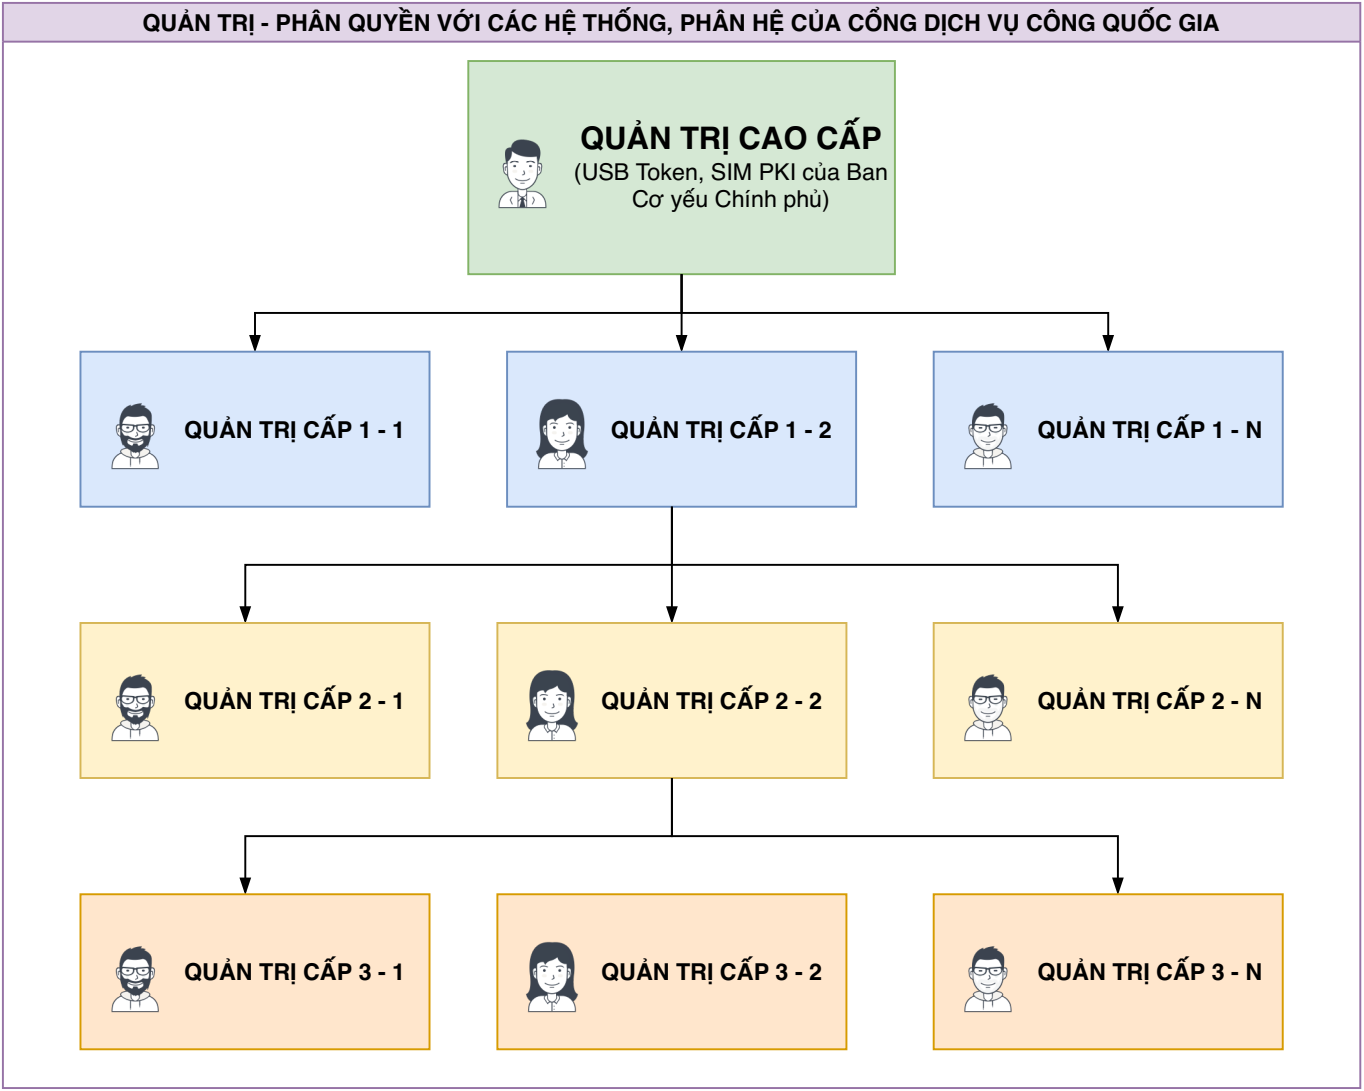 QUẢN TRỊ - PHÂN QUYỀN VỚI CÁC HỆ THỐNG, PHÂN HỆ CỦA CỔNG DỊCH VỤ CÔNG QUỐC GIA
QUẢN TRỊ CAO CẤP
(USB Token, SIM PKI của Ban
Cơ yếu Chính phủ)
QUẢN TRỊ CẤP 1 - 1
QUẢN TRỊ CẤP 1 - 2
QUẢN TRỊ CẤP 1 - N
QUẢN TRỊ CẤP 2 - 1
QUẢN TRỊ CẤP 2 - 2
QUẢN TRỊ CẤP 2 - N
QUẢN TRỊ CẤP 3 - 1
QUẢN TRỊ CẤP 3 - 2
QUẢN TRỊ CẤP 3 - N